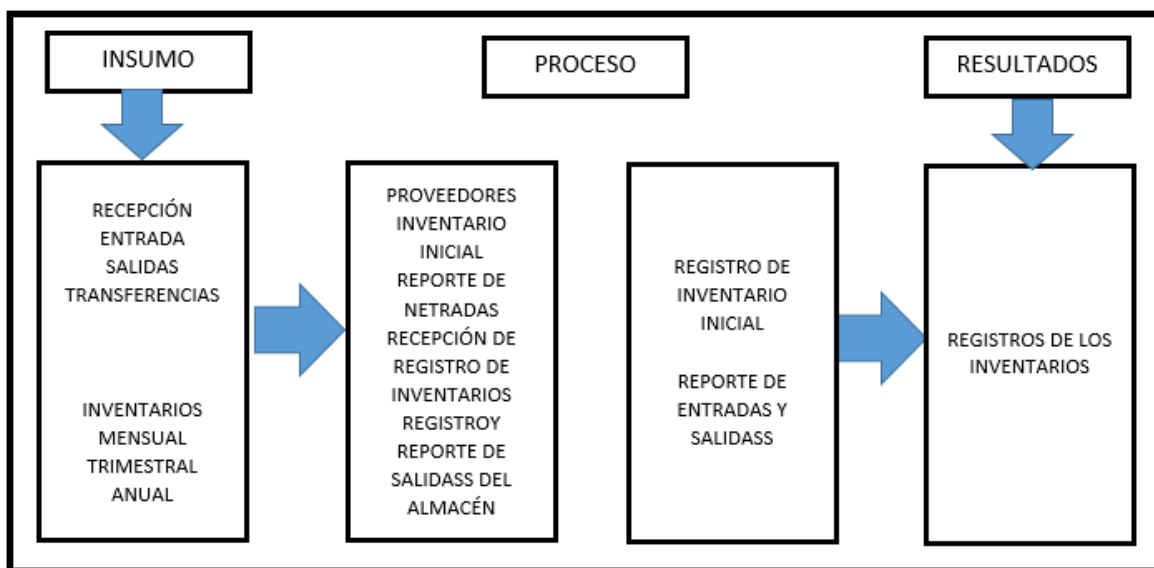 INSUMO
PROCESO
RESULTADOS
RECEPCIÓN
ENTRADA
SALIDAS
TRANSFERENCIAS
INVENTARIOS
MENSUAL
TRIMESTRAL
ANUAL
PROVEEDORES
INVENTARIO
INICIAL
REPORTE DE
NETRADAS
RECEPCIÓN DE
REGISTRO DE
INVENTARIOS
REGISTROY
REPORTE DE
SALIDASS DEL
ALMACÉN
REGISTRO DE
INVENTARIO
INICIAL
REPORTE DE
ENTRADAS Y
SALIDASS
REGISTROS DE LOS
INVENTARIOS